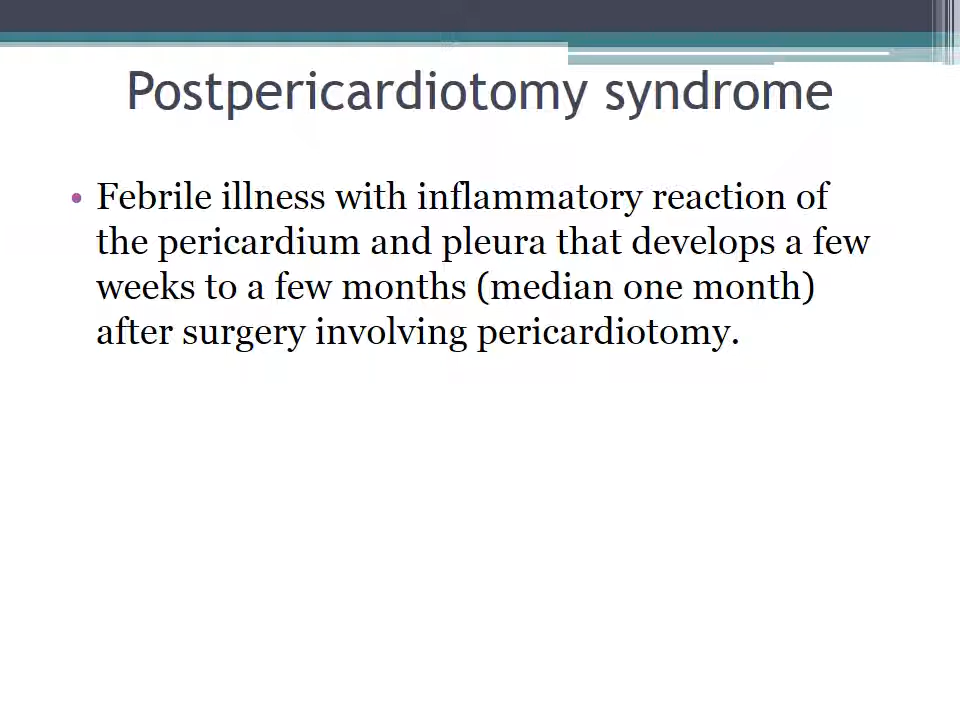 Postpericardiotomy syndrome
• Febrile illness with inflammatory reaction of
the pericardium and pleura that develops a few
weeks to a few months (median one month)
after surgery involving pericardiotomy.